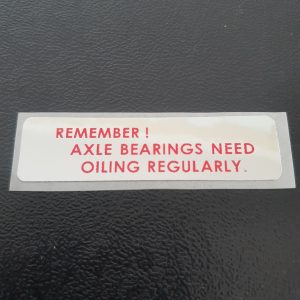 REMEMBER !
AXLE BEARINGS NEED
OILING REGULARLY.